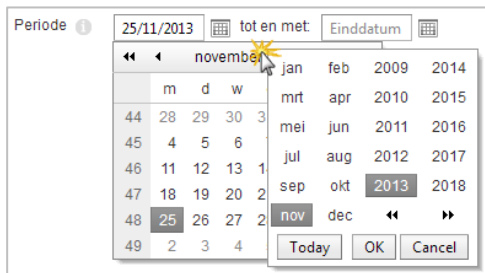 Periode 25/11/2013 tot en met: Einddatum
novembe
m d w
44 28 29 30
45 4 5 6
46 11 12 13
47 18 19 20
48 25 26 27
49 2 3 4
jan feb 2009 2014
mrt apr 2010 2015
mei jun 2011 2016
jul aug 2012 2017
sep okt 2013 2018
nov dec
Today OK Cancel